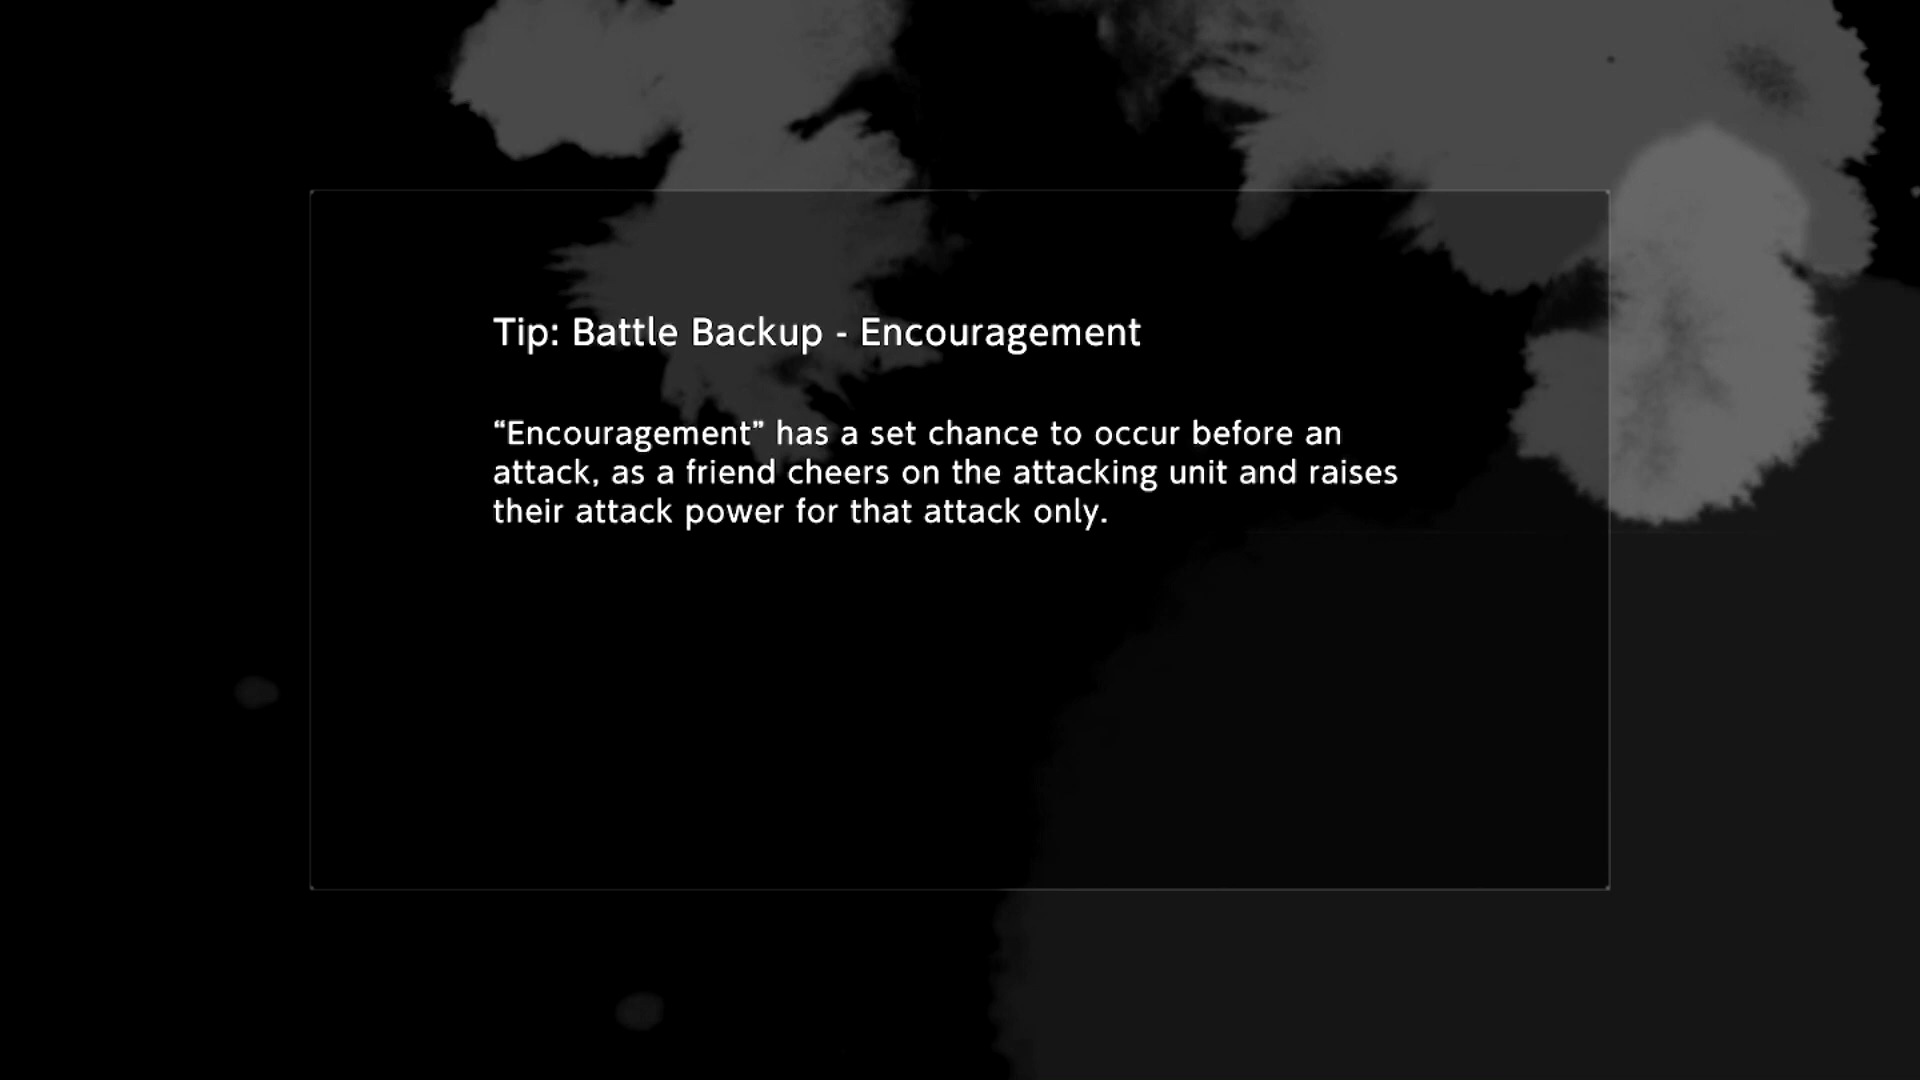 Tip: Battle Backup - Encouragement
“Encouragement” has a set chance to occur before an
attack, as a friend cheers on the attacking unit and raises
their attack power for that attack only.